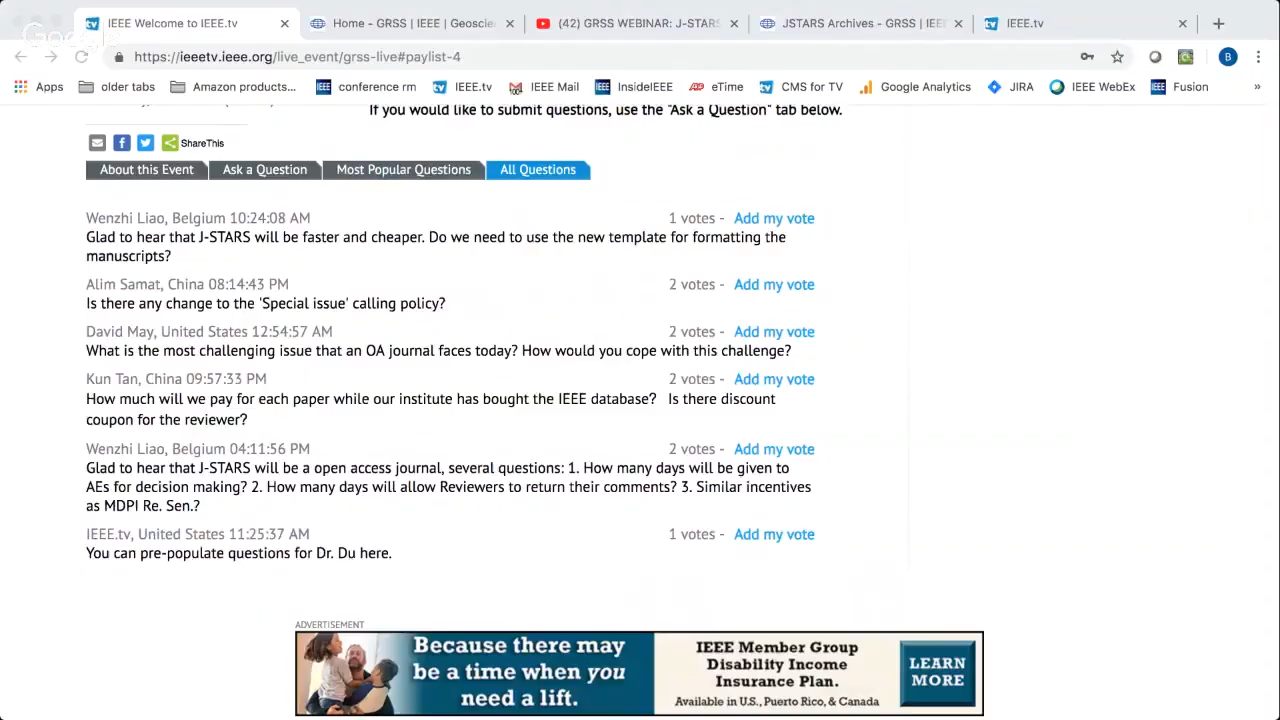 IEEE Welcome to IEEE.tv
Home - GRSS | IEEE | Geoscie
(42) GRSS WEBINAR: J-STARS
JSTARS Archives - GRSS | IEEE
IEEE.tv
https://ieeetv.ieee.org/live_event/grss-live#paylist-4
B
Apps
older tabs
Amazon products...
conference rm
IEEE.tv
IEEE Mail
InsideIEEE
eTime
CMS for TV
Google Analytics
JIRA
IEEE WebEx
Fusion
»
If you would like to submit questions, use the "Ask a Question" tab below.
ShareThis
About this Event
Ask a Question
Most Popular Questions
All Questions
Wenzhi Liao, Belgium 10:24:08 AM 1 votes - Add my vote
Glad to hear that J-STARS will be faster and cheaper. Do we need to use the new template for formatting the
manuscripts?
Alim Samat, China 08:14:43 PM 2 votes - Add my vote
Is there any change to the 'Special issue' calling policy?
David May, United States 12:54:57 AM 2 votes - Add my vote
What is the most challenging issue that an OA journal faces today? How would you cope with this challenge?
Kun Tan, China 09:57:33 PM 2 votes - Add my vote
How much will we pay for each paper while our institute has bought the IEEE database? Is there discount
coupon for the reviewer?
Wenzhi Liao, Belgium 04:11:56 PM 2 votes - Add my vote
Glad to hear that J-STARS will be a open access journal, several questions: 1. How many days will be given to
AEs for decision making? 2. How many days will allow Reviewers to return their comments? 3. Similar incentives
as MDPI Re. Sen.?
IEEE.tv, United States 11:25:37 AM 1 votes - Add my vote
You can pre-populate questions for Dr. Du here.
ADVERTISEMENT
Because there may
be a time when you
need a lift.
IEEE Member Group
Disability Income
Insurance Plan.
Available in U.S., Puerto Rico, & Canada
LEARN
MORE